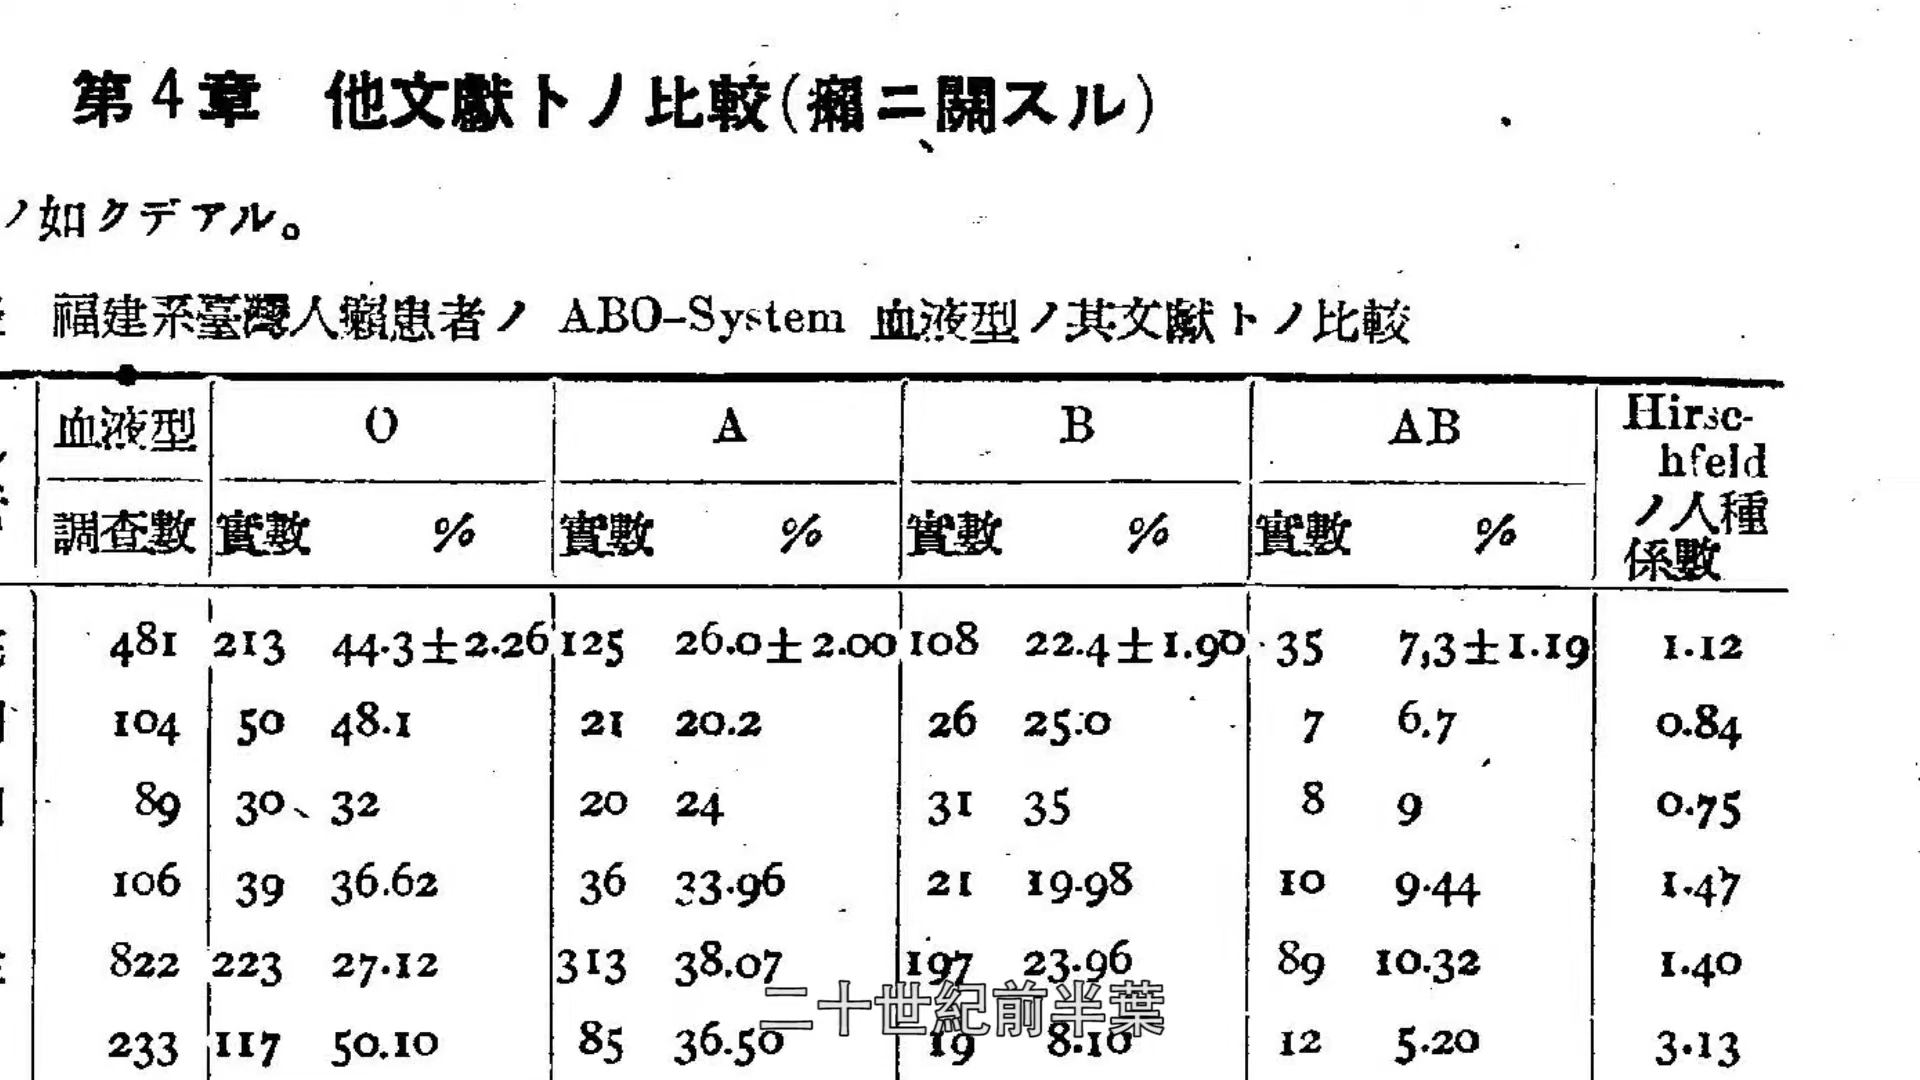 第4章 他文獻トノ比較(癩ニ關スル)
ノ如クデアル。
福建系臺灣人癩患者ノ ABO-System 血液型ノ其文獻トノ比較
血液型 O A B AB Hirsc-
hfeld
ノ人種
係數
調査數 實數 % 實數 % 實數 % 實數 %
481 213 44.3±2.26 125 26.0±2.00 108 22.4±1.90 35 7,3±1.19 1.12
104 50 48.1 21 20.2 26 25.0 7 6.7 0.84
89 30 32 20 24 31 35 8 9 0.75
106 39 36.62 36 33.96 21 19.98 10 9.44 1.47
822 223 27.12 313 38.07 197 23.96 89 10.32 1.40
233 117 50.10 85 36.50 19 8.10 12 5.20 3.13
二十世紀前半葉